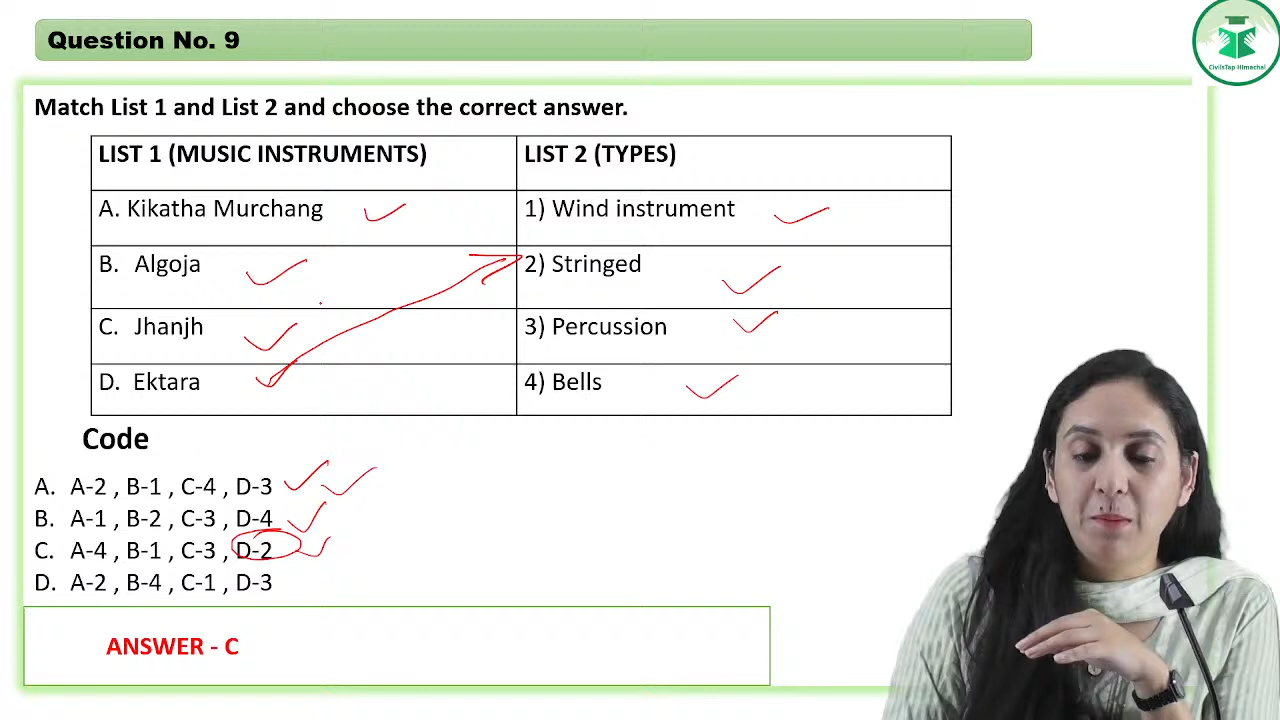 Question No. 9
CivilsTap Himachal
Match List 1 and List 2 and choose the correct answer.
LIST 1 (MUSIC INSTRUMENTS) LIST 2 (TYPES)
A. Kikatha Murchang 1) Wind instrument
B. Algoja 2) Stringed
C. Jhanjh 3) Percussion
D. Ektara 4) Bells
Code
A. A-2 , B-1 , C-4 , D-3
B. A-1 , B-2 , C-3 , D-4
C. A-4 , B-1 , C-3 , D-2
D. A-2 , B-4 , C-1 , D-3
ANSWER - C